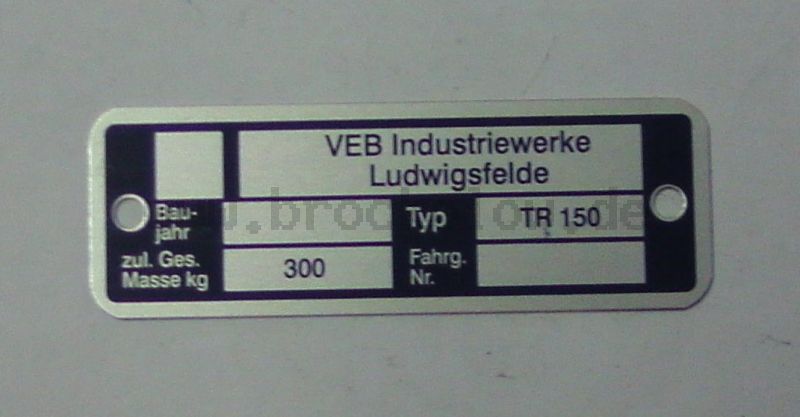 VEB Industriewerke
Ludwigsfelde
Bau-
jahr
Typ
TR 150
zul. Ges.
Masse kg
300
Fahrg.
Nr.